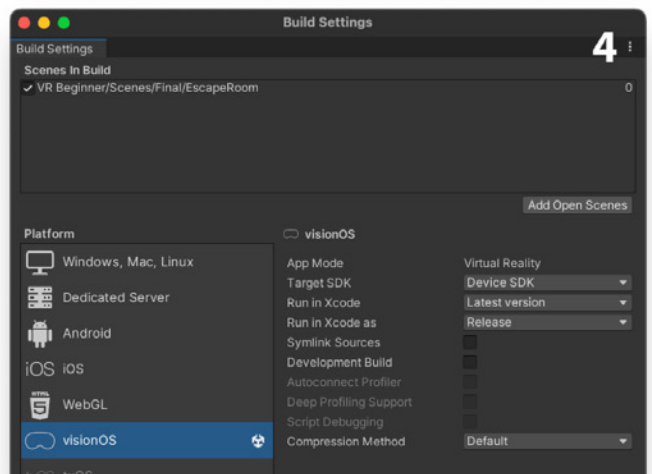 Build Settings
Build Settings
4
Scenes In Build
VR Beginner/Scenes/Final/EscapeRoom 0
Add Open Scenes
Platform
Windows, Mac, Linux
Dedicated Server
Android
iOS iOS
HTML
5 WebGL
visionOS
visionOS
App Mode Virtual Reality
Target SDK Device SDK
Run in Xcode Latest version
Run in Xcode as Release
Symlink Sources
Development Build
Autoconnect Profiler
Deep Profiling Support
Script Debugging
Compression Method Default